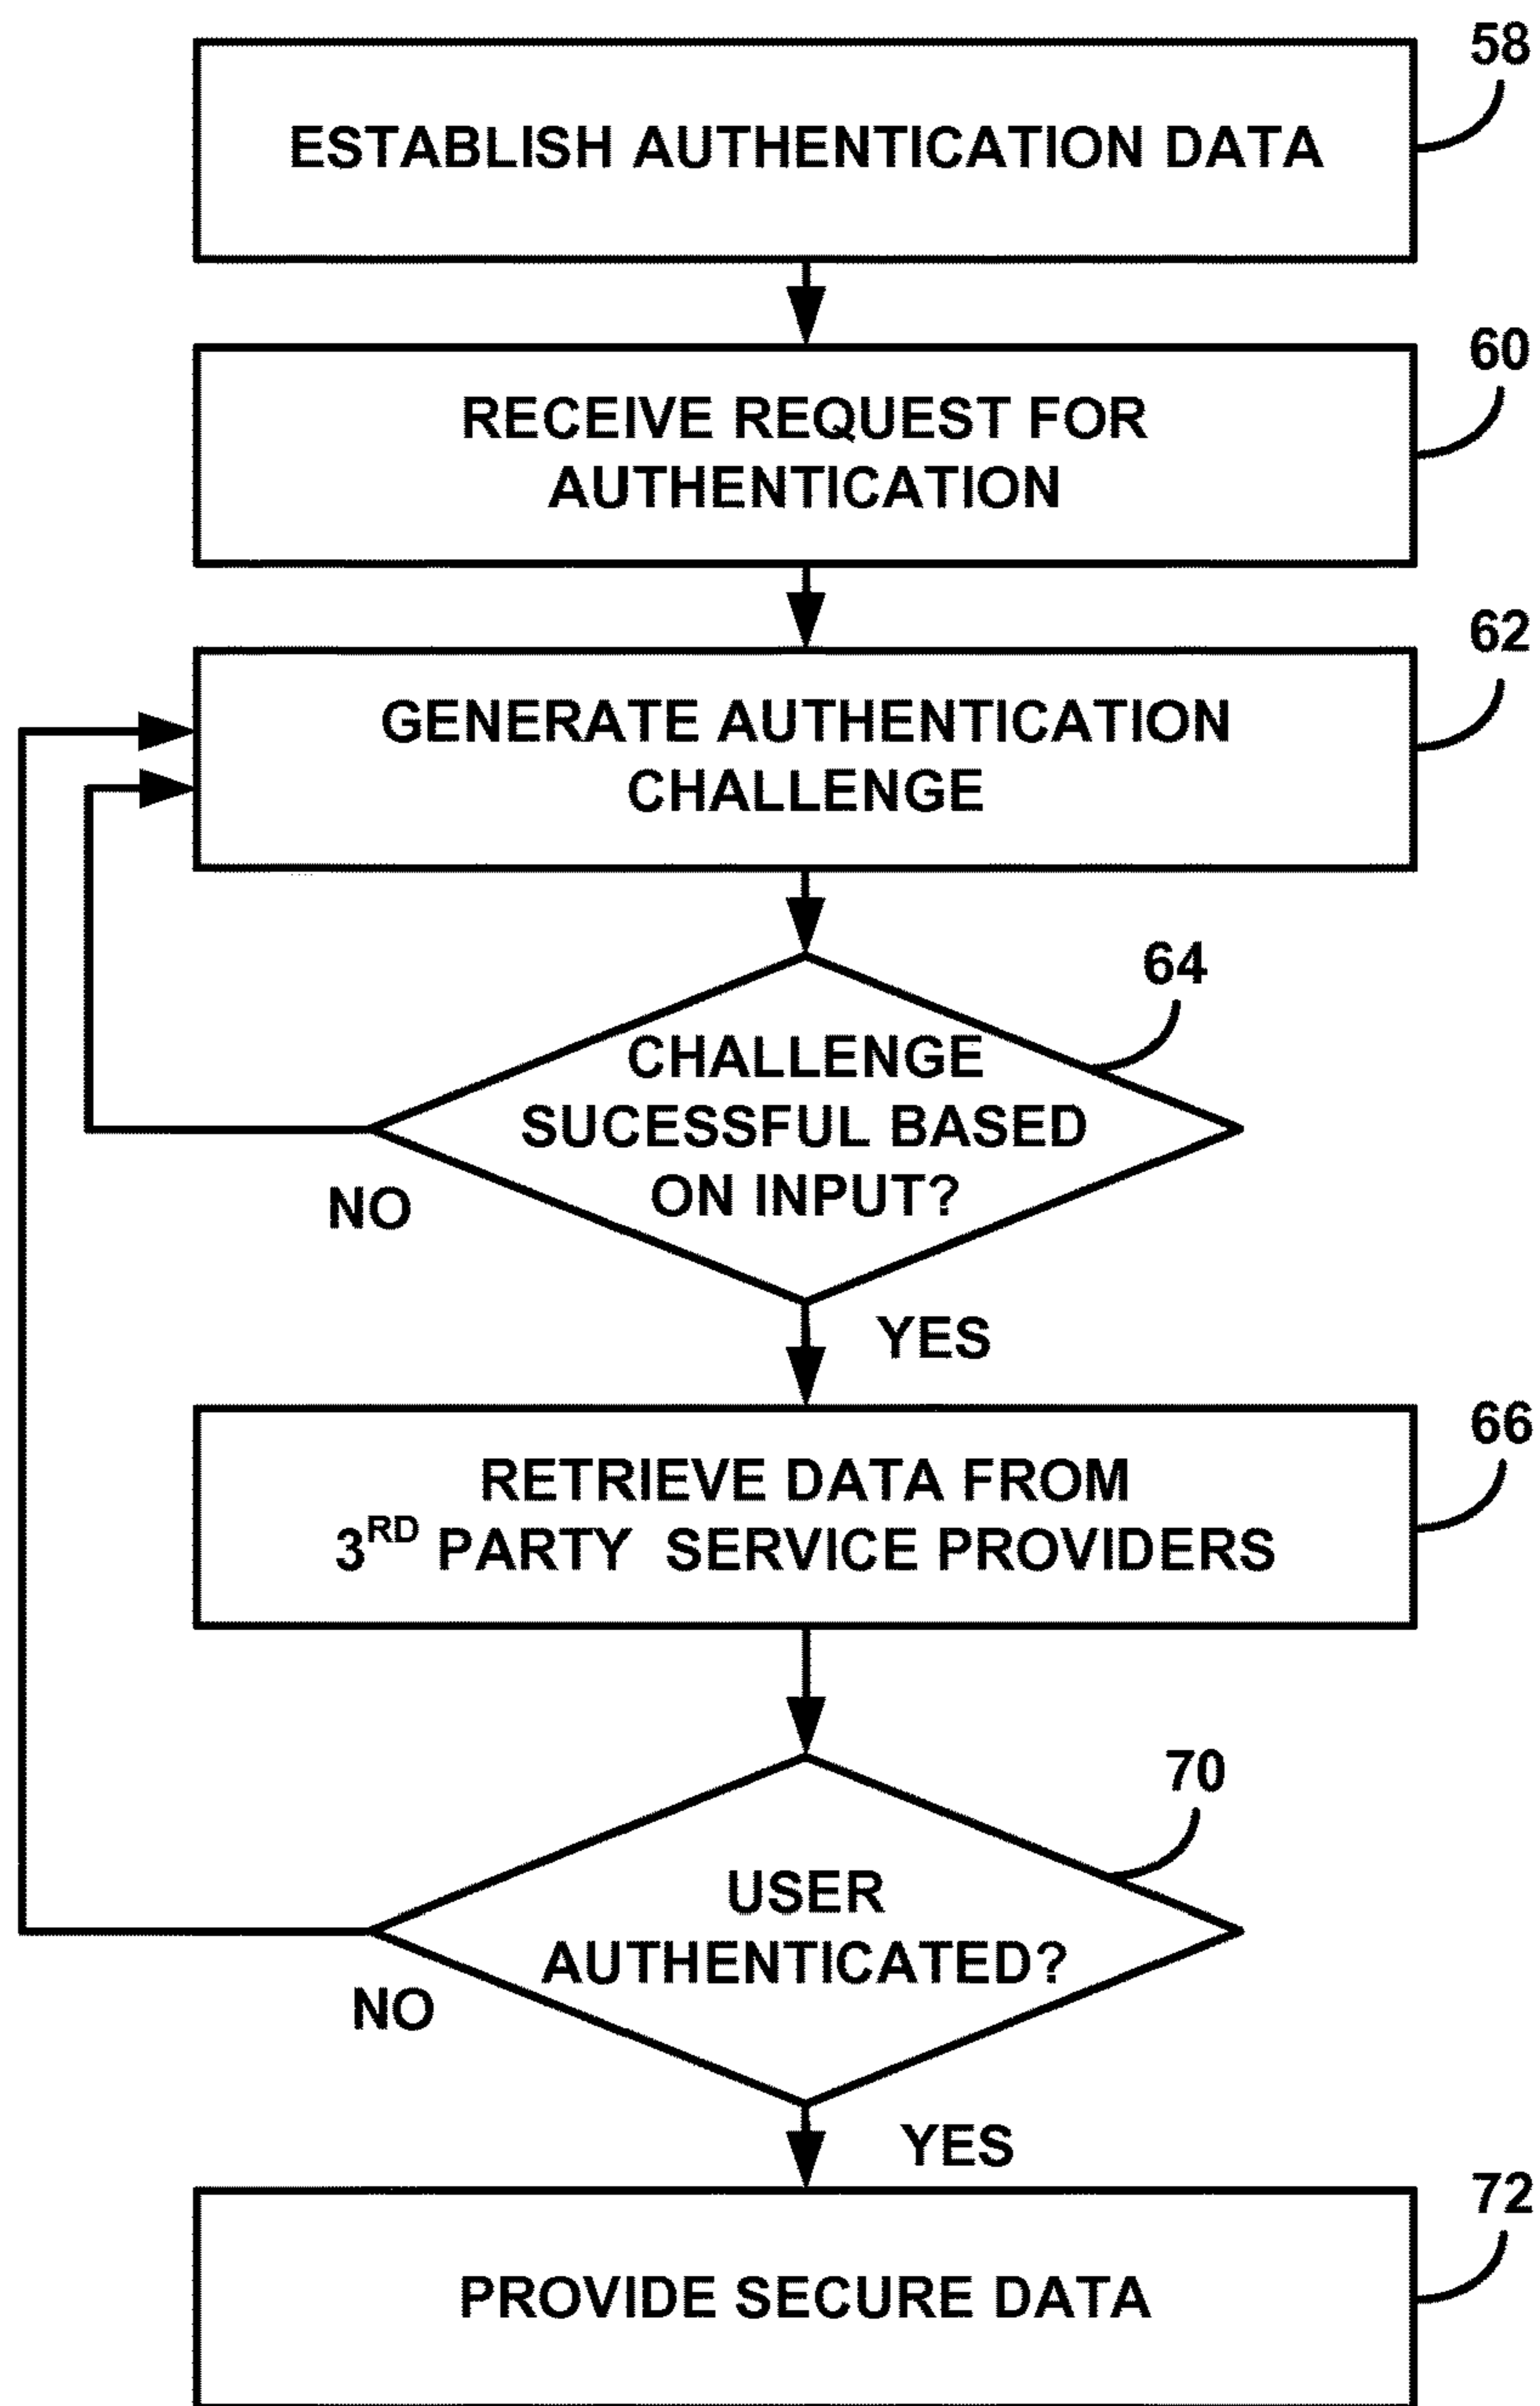 58
ESTABLISH AUTHENTICATION DATA
60
RECEIVE REQUEST FOR
AUTHENTICATION
62
GENERATE AUTHENTICATION
CHALLENGE
64
CHALLENGE
SUCESSFUL BASED
ON INPUT?
NO
YES
66
RETRIEVE DATA FROM
3RD PARTY SERVICE PROVIDERS
70
USER
AUTHENTICATED?
NO
YES
72
PROVIDE SECURE DATA